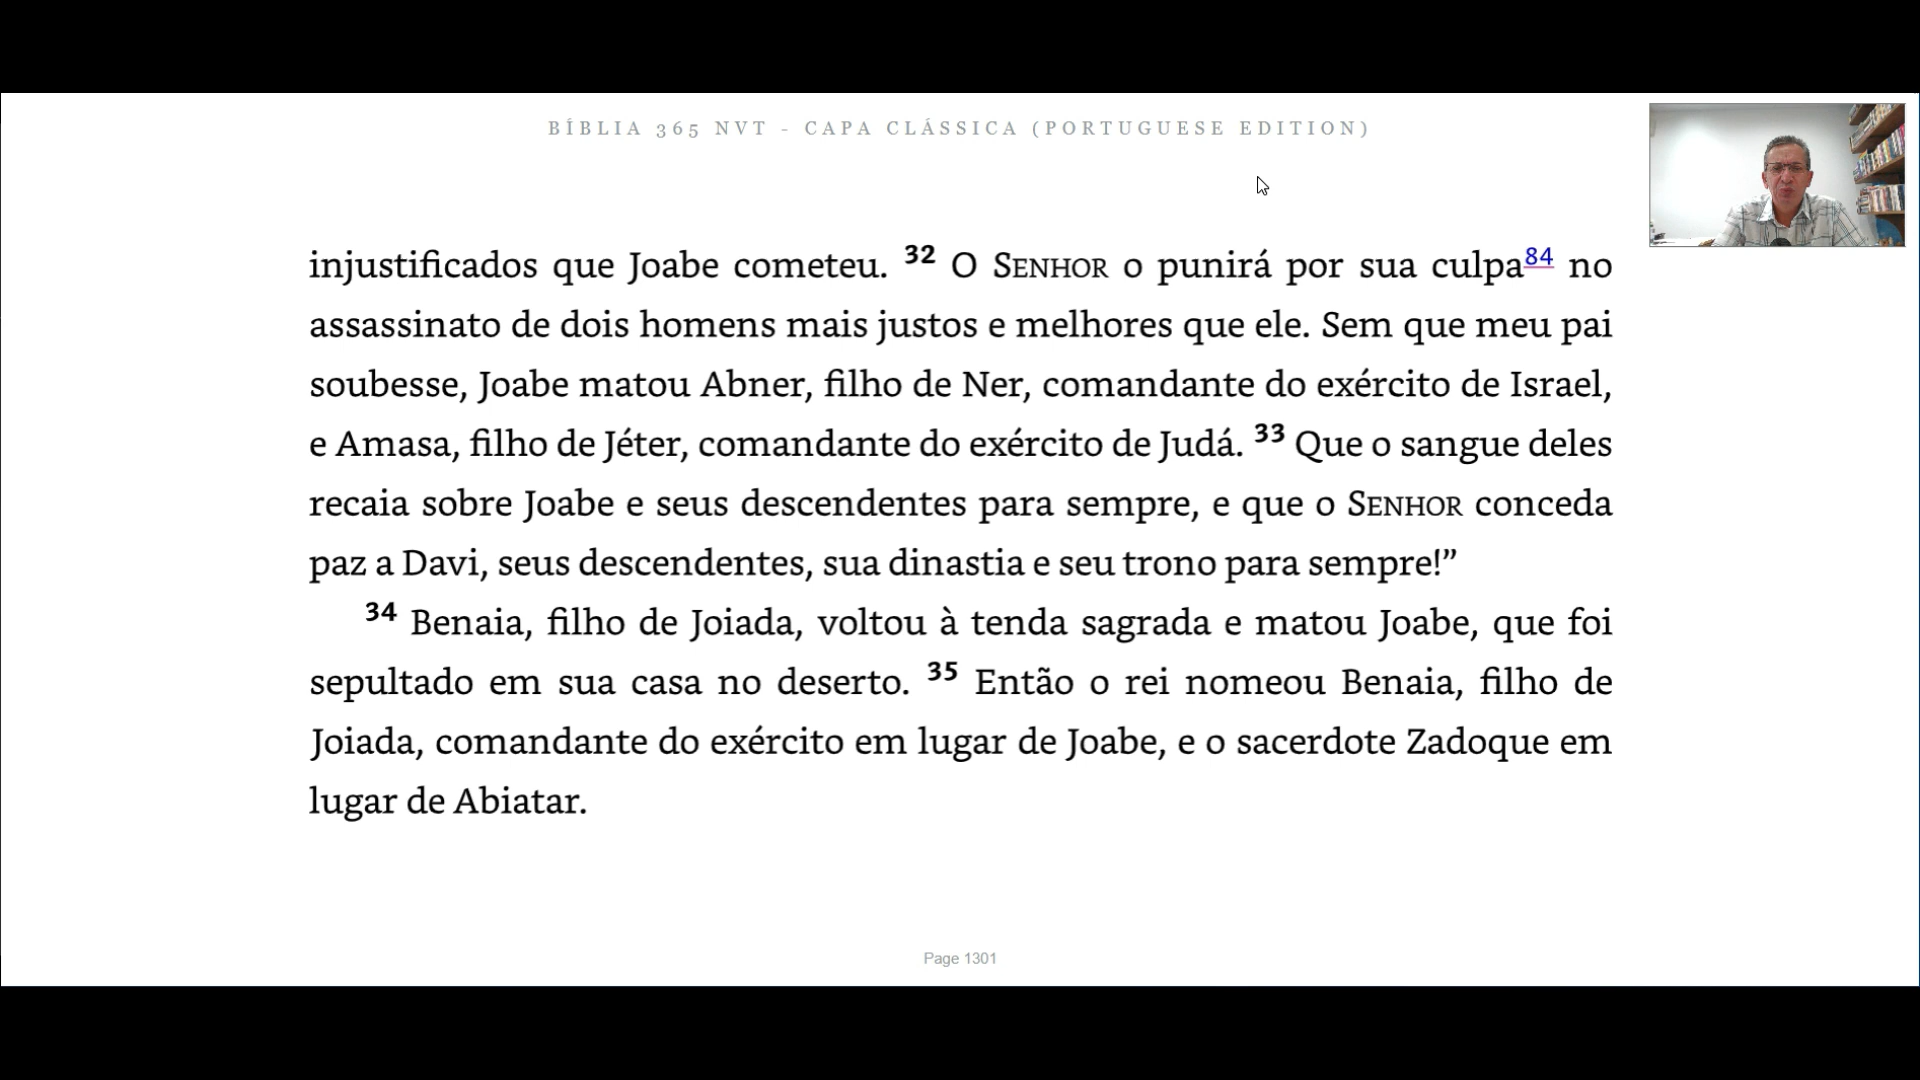 BÍBLIA 365 NVT - CAPA CLÁSSICA (PORTUGUESE EDITION)
injustificados que Joabe cometeu. 32 O SENHOR o punirá por sua culpa84 no
assassinato de dois homens mais justos e melhores que ele. Sem que meu pai
soubesse, Joabe matou Abner, filho de Ner, comandante do exército de Israel,
e Amasa, filho de Jéter, comandante do exército de Judá. 33 Que o sangue deles
recaia sobre Joabe e seus descendentes para sempre, e que o SENHOR conceda
paz a Davi, seus descendentes, sua dinastia e seu trono para sempre!”
34 Benaia, filho de Joiada, voltou à tenda sagrada e matou Joabe, que foi
sepultado em sua casa no deserto. 35 Então o rei nomeou Benaia, filho de
Joiada, comandante do exército em lugar de Joabe, e o sacerdote Zadoque em
lugar de Abiatar.
Page 1301